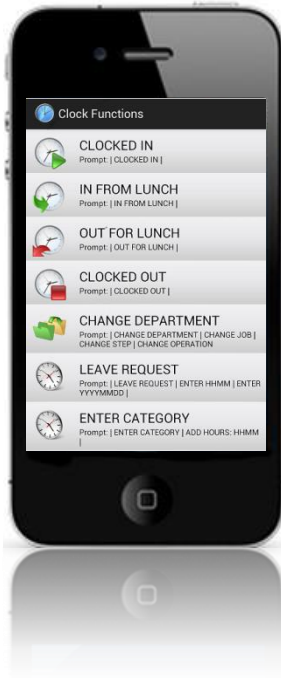 Clock Functions
CLOCKED IN
Prompt: | CLOCKED IN |
IN FROM LUNCH
Prompt: | IN FROM LUNCH |
OUT FOR LUNCH
Prompt: | OUT FOR LUNCH |
CLOCKED OUT
Prompt: | CLOCKED OUT |
CHANGE DEPARTMENT
Prompt: | CHANGE DEPARTMENT | CHANGE JOB |
CHANGE STEP | CHANGE OPERATION
LEAVE REQUEST
Prompt: | LEAVE REQUEST | ENTER HHMM | ENTER
YYYYMMDD |
ENTER CATEGORY
Prompt: | ENTER CATEGORY | ADD HOURS: HHMM
|